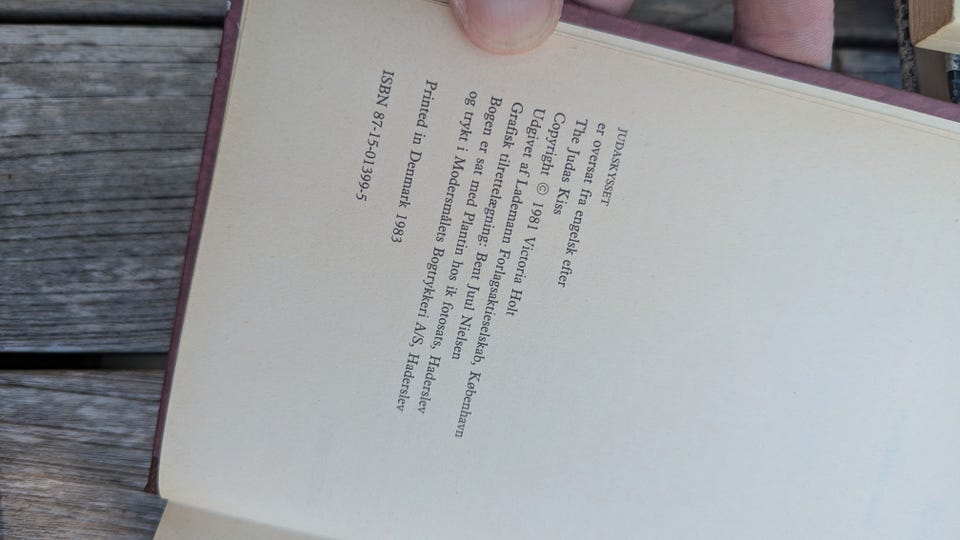 JUDASKYSSET
er oversat fra engelsk efter
The Judas Kiss
Copyright © 1981 Victoria Holt
Udgivet af Lademann Forlagsaktieselskab, København
Grafisk tilrettelægning: Bent Juul Nielsen
Bogen er sat med Plantin hos ik fotosats, Haderslev
og trykt i Modersmålets Bogtrykkeri A/S, Haderslev
Printed in Denmark 1983
ISBN 87-15-01399-5